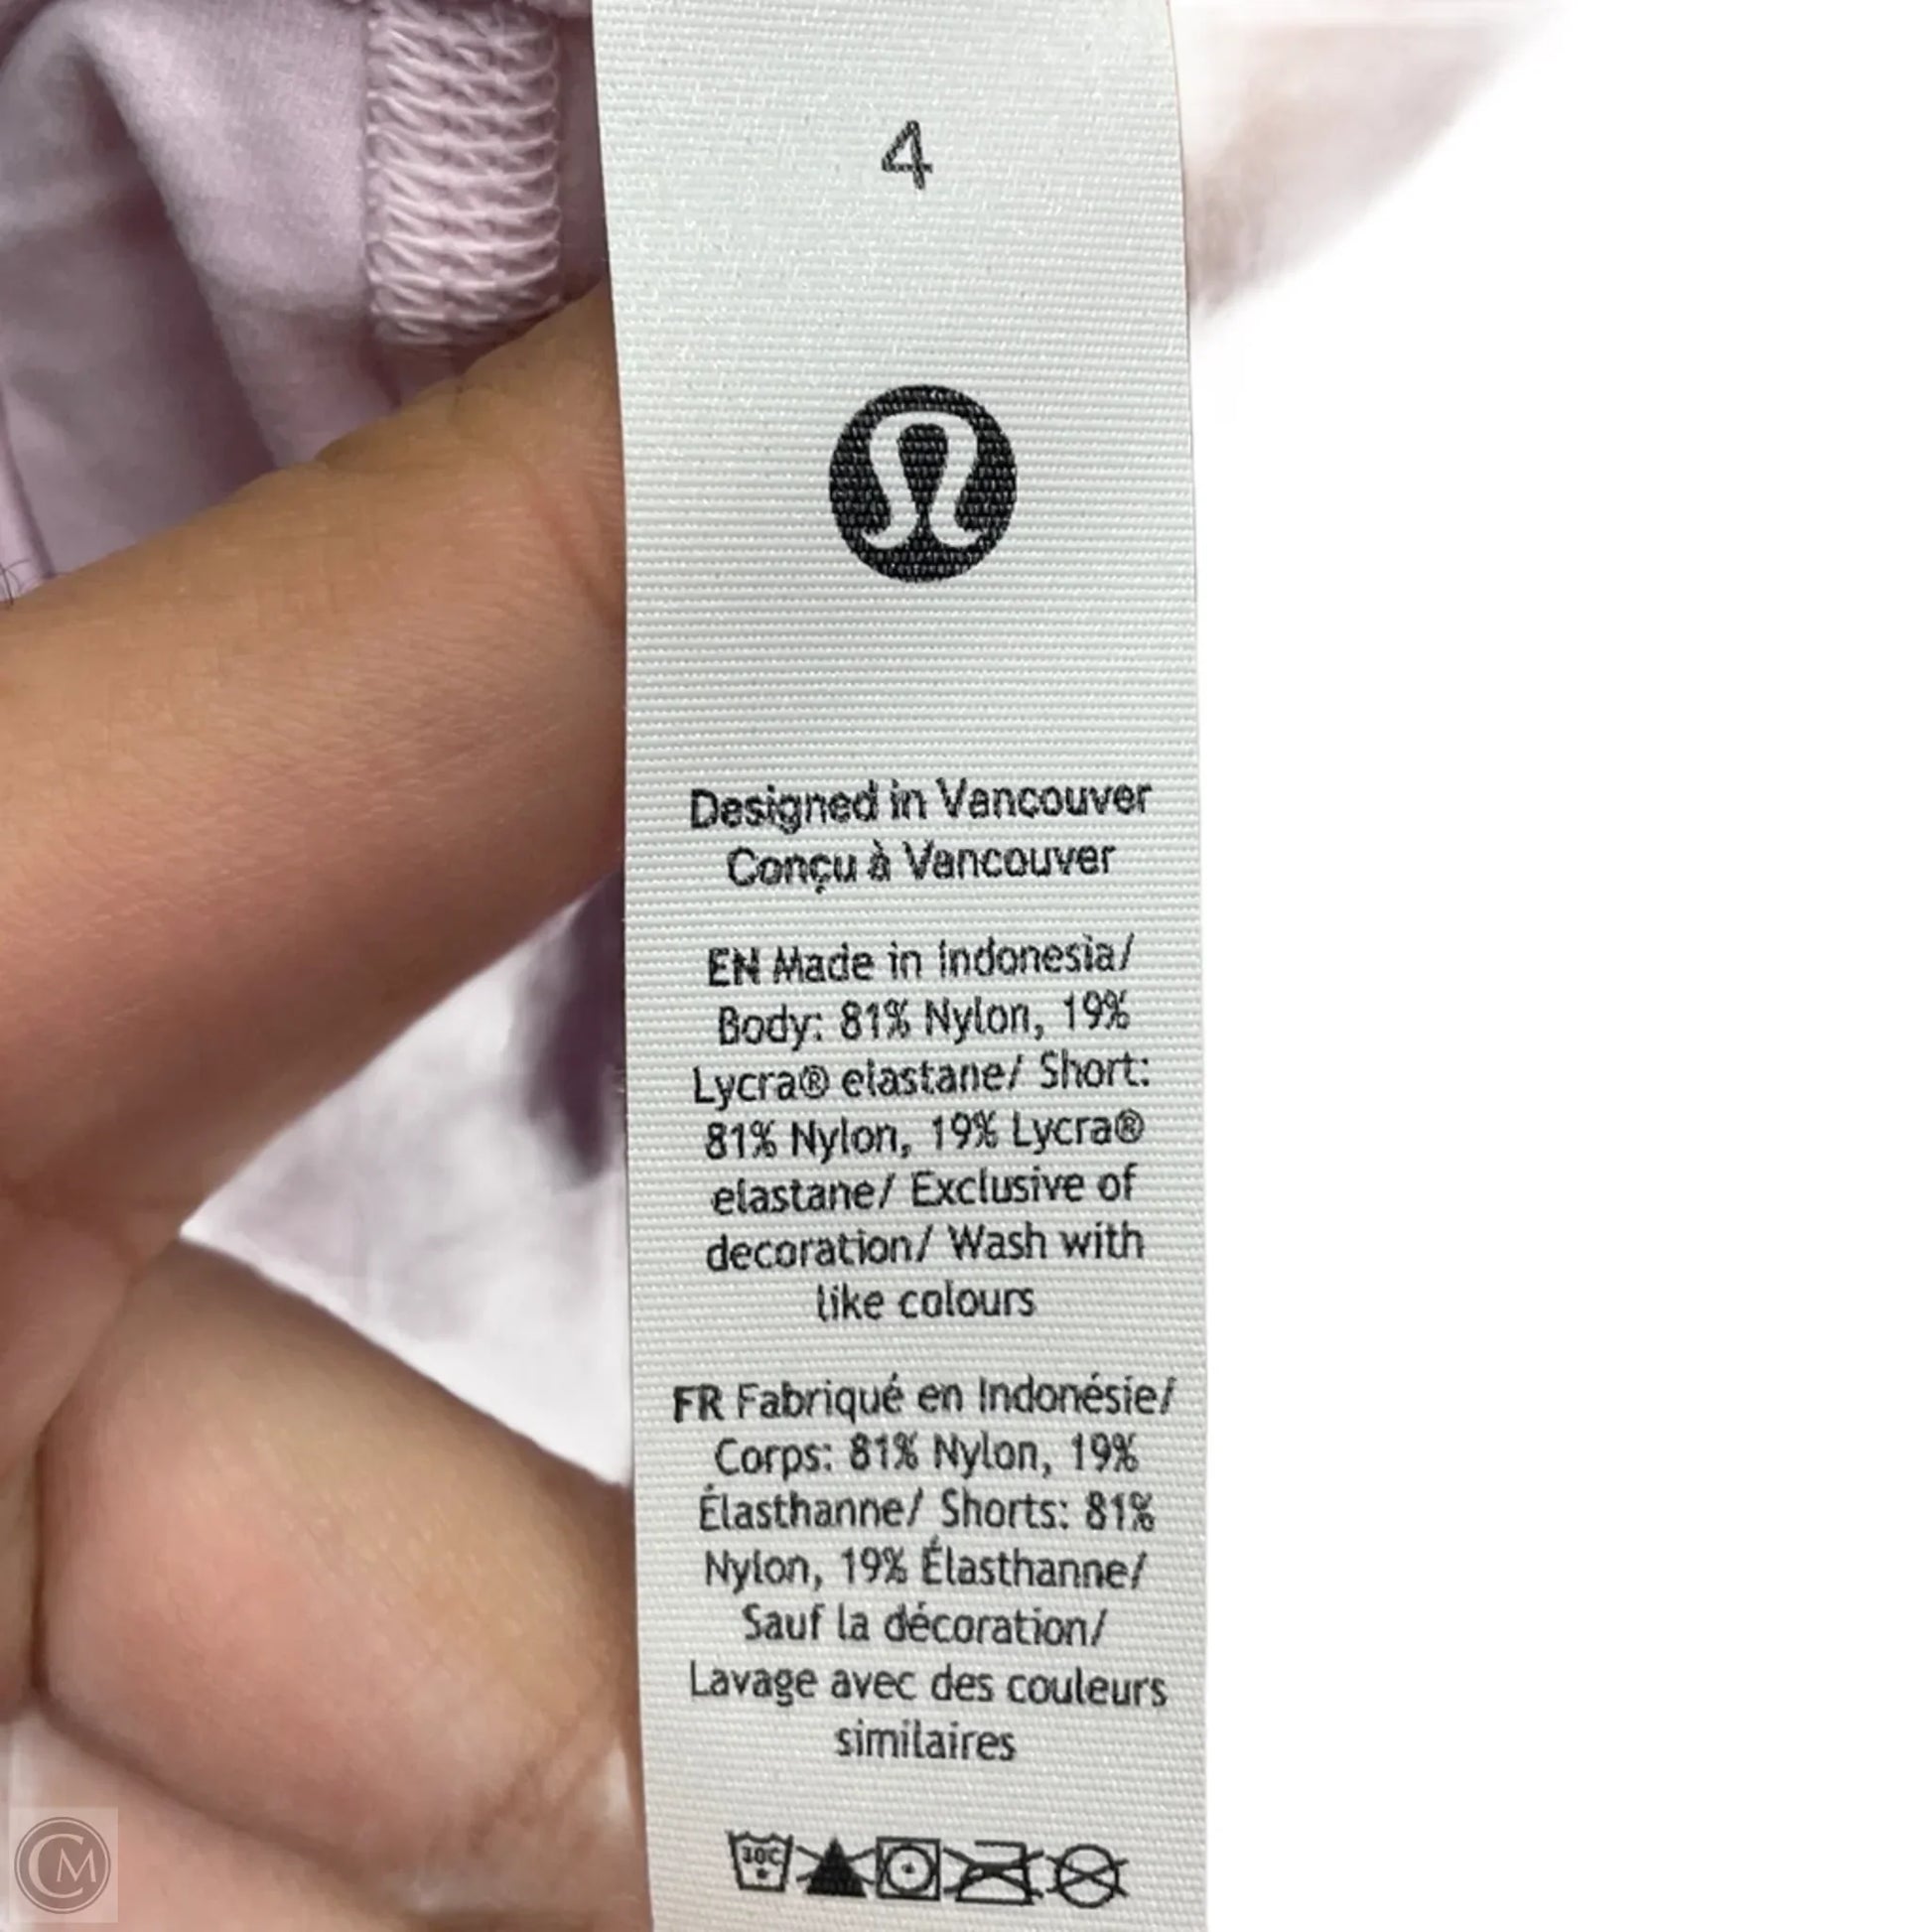 4
Designed in Vancouver
Conçu à Vancouver
EN Made in Indonesia/
Body: 81% Nylon, 19%
Lycra® elastane/ Short:
81% Nylon, 19% Lycra®
elastane/ Exclusive of
decoration/ Wash with
like colours
FR Fabriqué en Indonésie/
Corps: 81% Nylon, 19%
Élasthanne/ Shorts: 81%
Nylon, 19% Élasthanne/
Sauf la décoration/
Lavage avec des couleurs
similaires
30C
CM